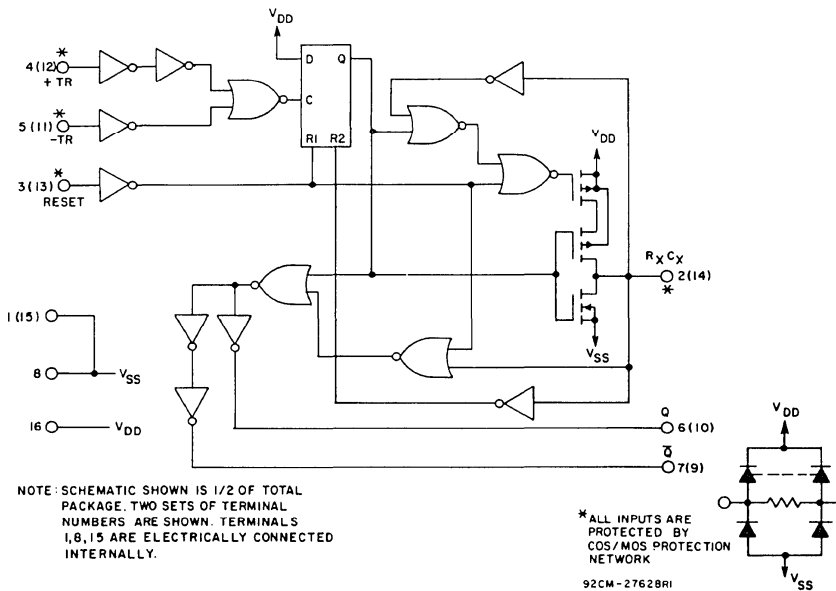 VDD
*
4(12)
+ TR
D
Q
C
*
5(11)
-TR
R1
R2
VDD
*
3(13)
RESET
RXCX
2(14)
*
VSS
1(15)
8
VSS
16
VDD
Q
6(10)
Q̅
7(9)
VDD
NOTE: SCHEMATIC SHOWN IS 1/2 OF TOTAL
PACKAGE. TWO SETS OF TERMINAL
NUMBERS ARE SHOWN. TERMINALS
1,8,15 ARE ELECTRICALLY CONNECTED
INTERNALLY.
*ALL INPUTS ARE
PROTECTED BY
COS/MOS PROTECTION
NETWORK
92CM-27628R1
VSS